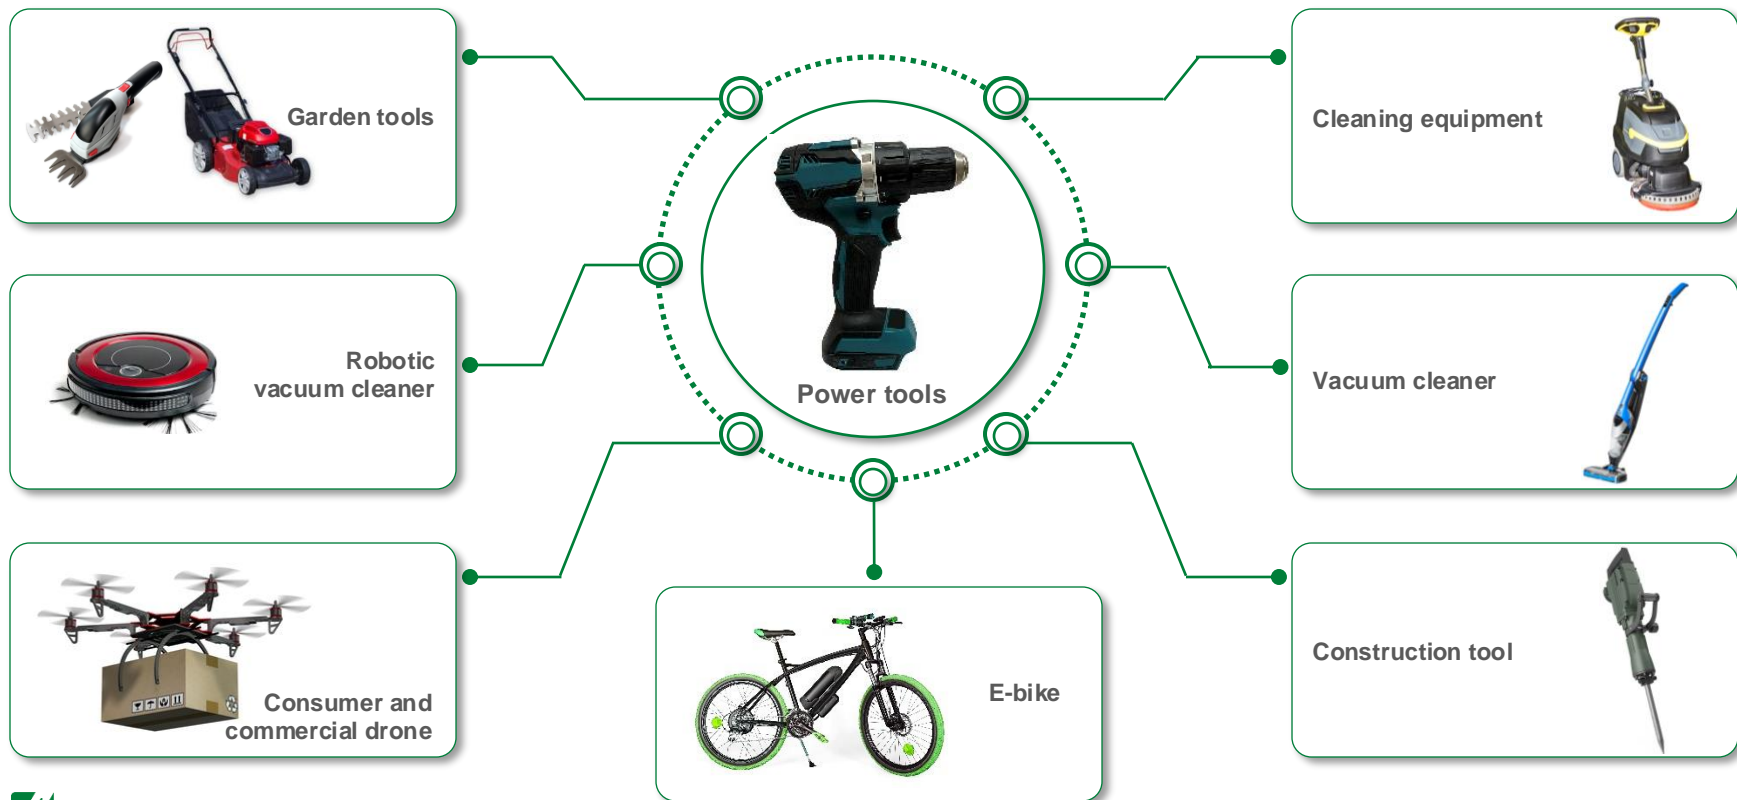 Garden tools
Cleaning equipment
Robotic
vacuum cleaner
Power tools
Vacuum cleaner
Consumer and
commercial drone
E-bike
Construction tool